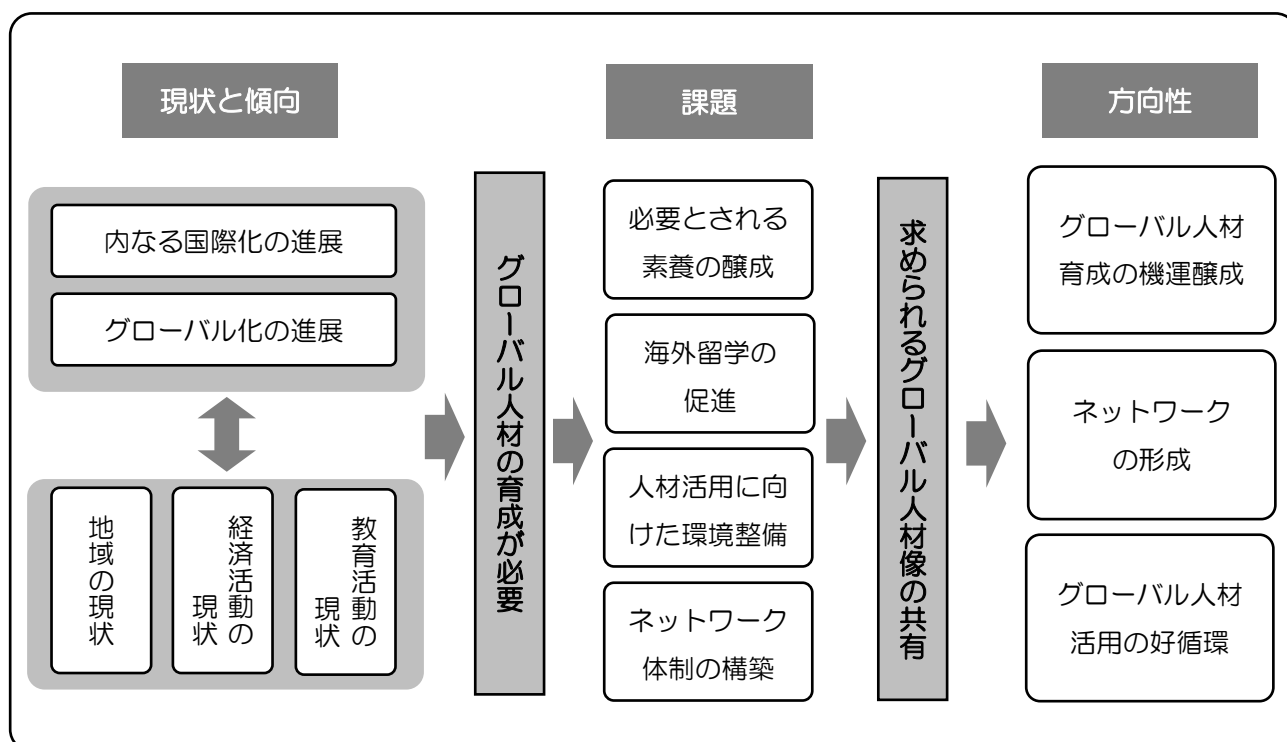 現状と傾向
内なる国際化の進展
グローバル化の進展
地域の現状
経済活動の
現状
教育活動の
現状
グローバル人材の育成が必要
課題
必要とされる
素養の醸成
海外留学の
促進
人材活用に向
けた環境整備
ネットワーク
体制の構築
求められるグローバル人材像の共有
方向性
グローバル人材
育成の機運醸成
ネットワーク
の形成
グローバル人材
活用の好循環